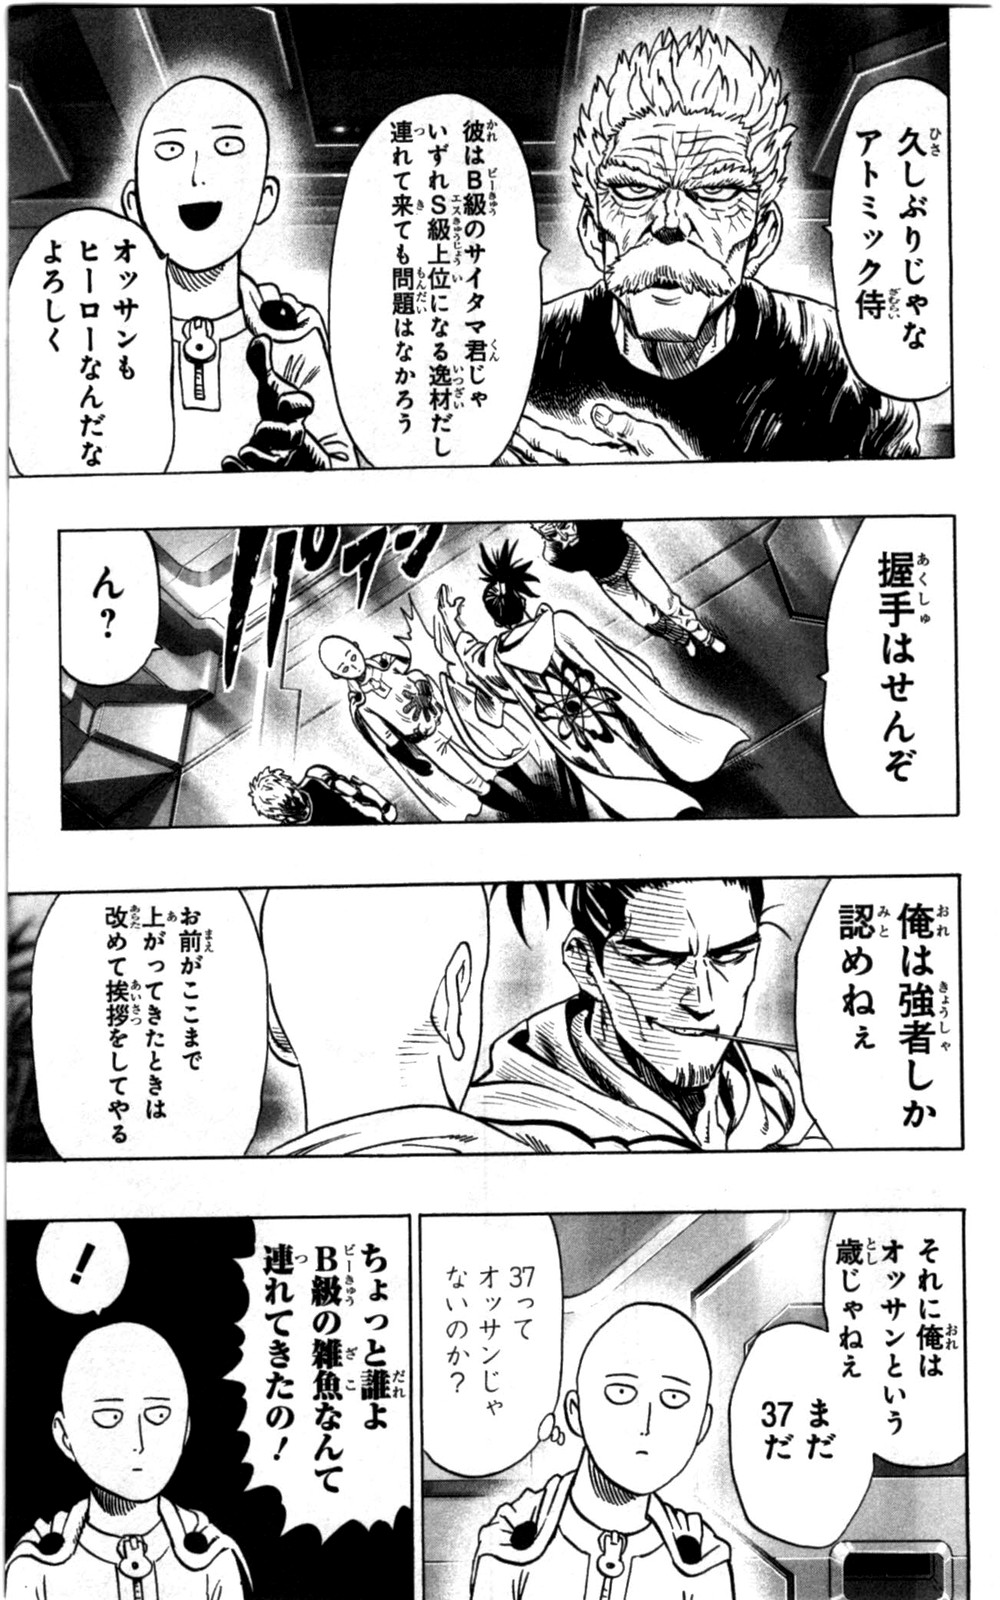 久しぶりじゃな
アトミック侍
彼はB級のサイタマ君じゃ
いずれS級上位になる逸材だし
連れて来ても問題はなかろう
オッサンも
ヒーローなんだな
よろしく
握手はせんぞ
パァン
ん?
俺は強者しか
認めねぇ
お前がここまで
上がってきたときは
改めて挨拶をしてやる
それに俺は
オッサンという
歳じゃねえ
まだ
37だ
37って
オッサンじゃ
ないのか?
ちょっと誰よ
B級の雑魚なんて
連れてきたの!
!